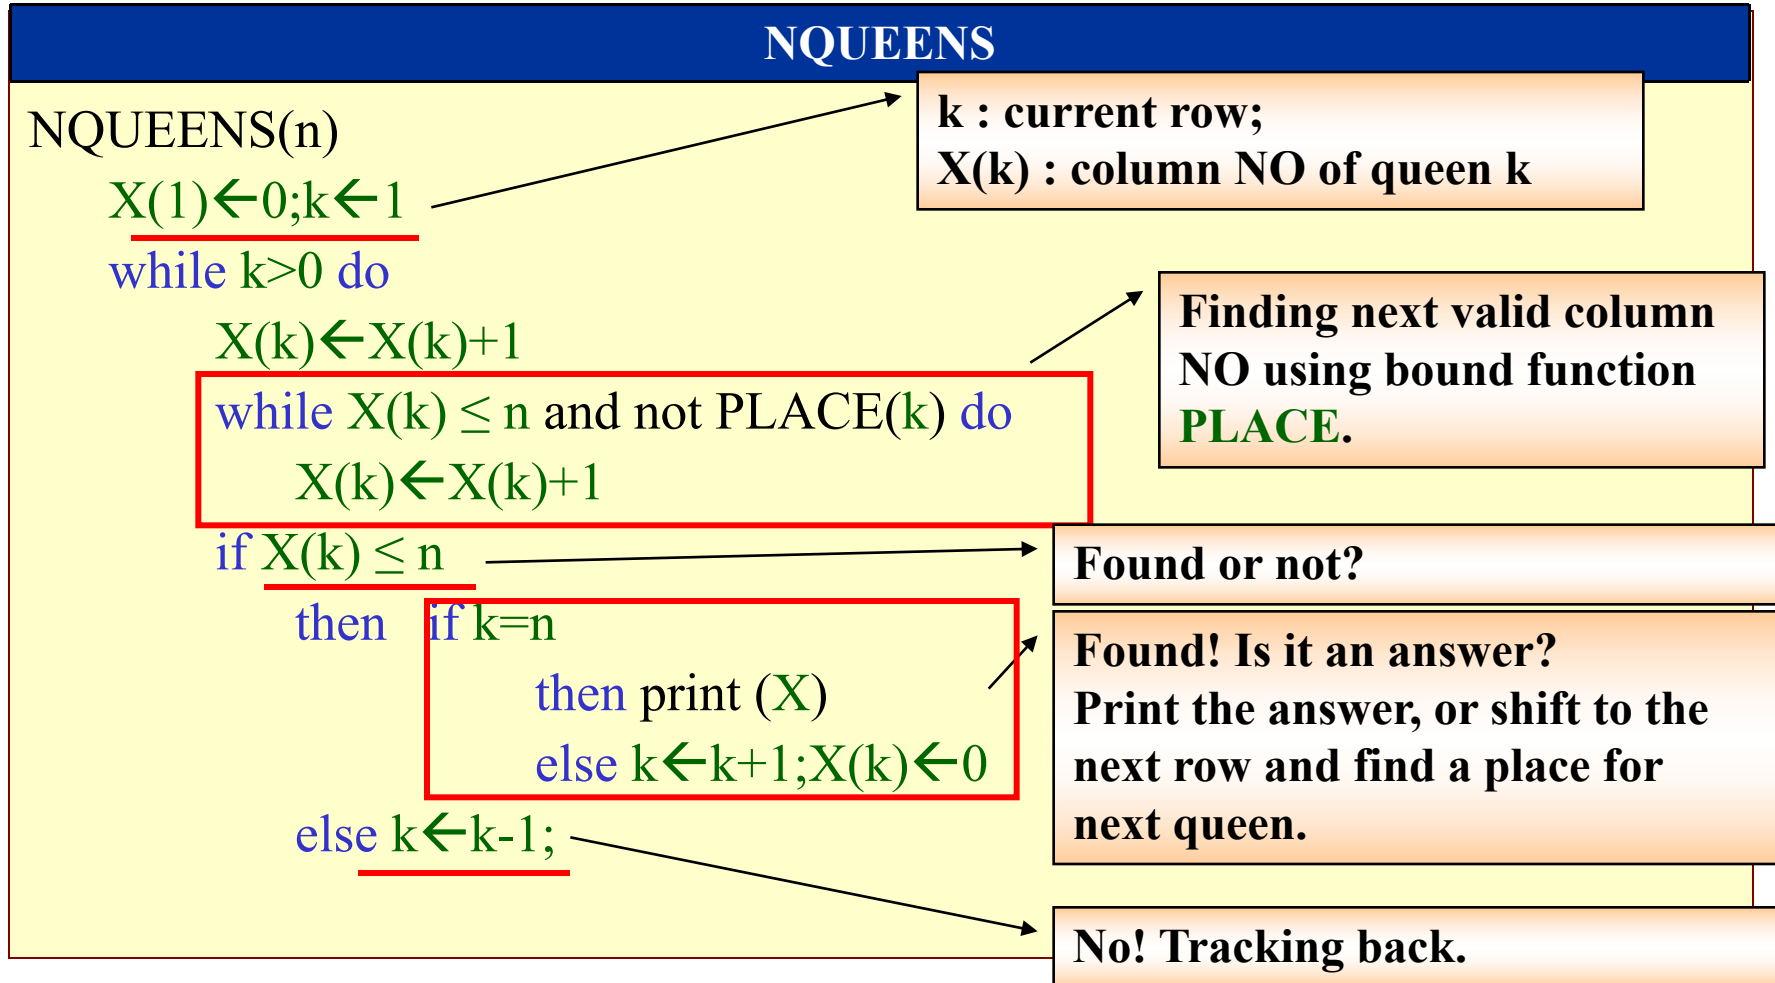 NQUEENS
NQUEENS(n)
X(1)←0;k←1
k : current row;
X(k) : column NO of queen k
while k>0 do
X(k)←X(k)+1
while X(k) ≤ n and not PLACE(k) do
X(k)←X(k)+1
Finding next valid column
NO using bound function
PLACE.
if X(k) ≤ n
Found or not?
then if k=n
then print (X)
else k←k+1;X(k)←0
Found! Is it an answer?
Print the answer, or shift to the
next row and find a place for
next queen.
else k←k-1;
No! Tracking back.